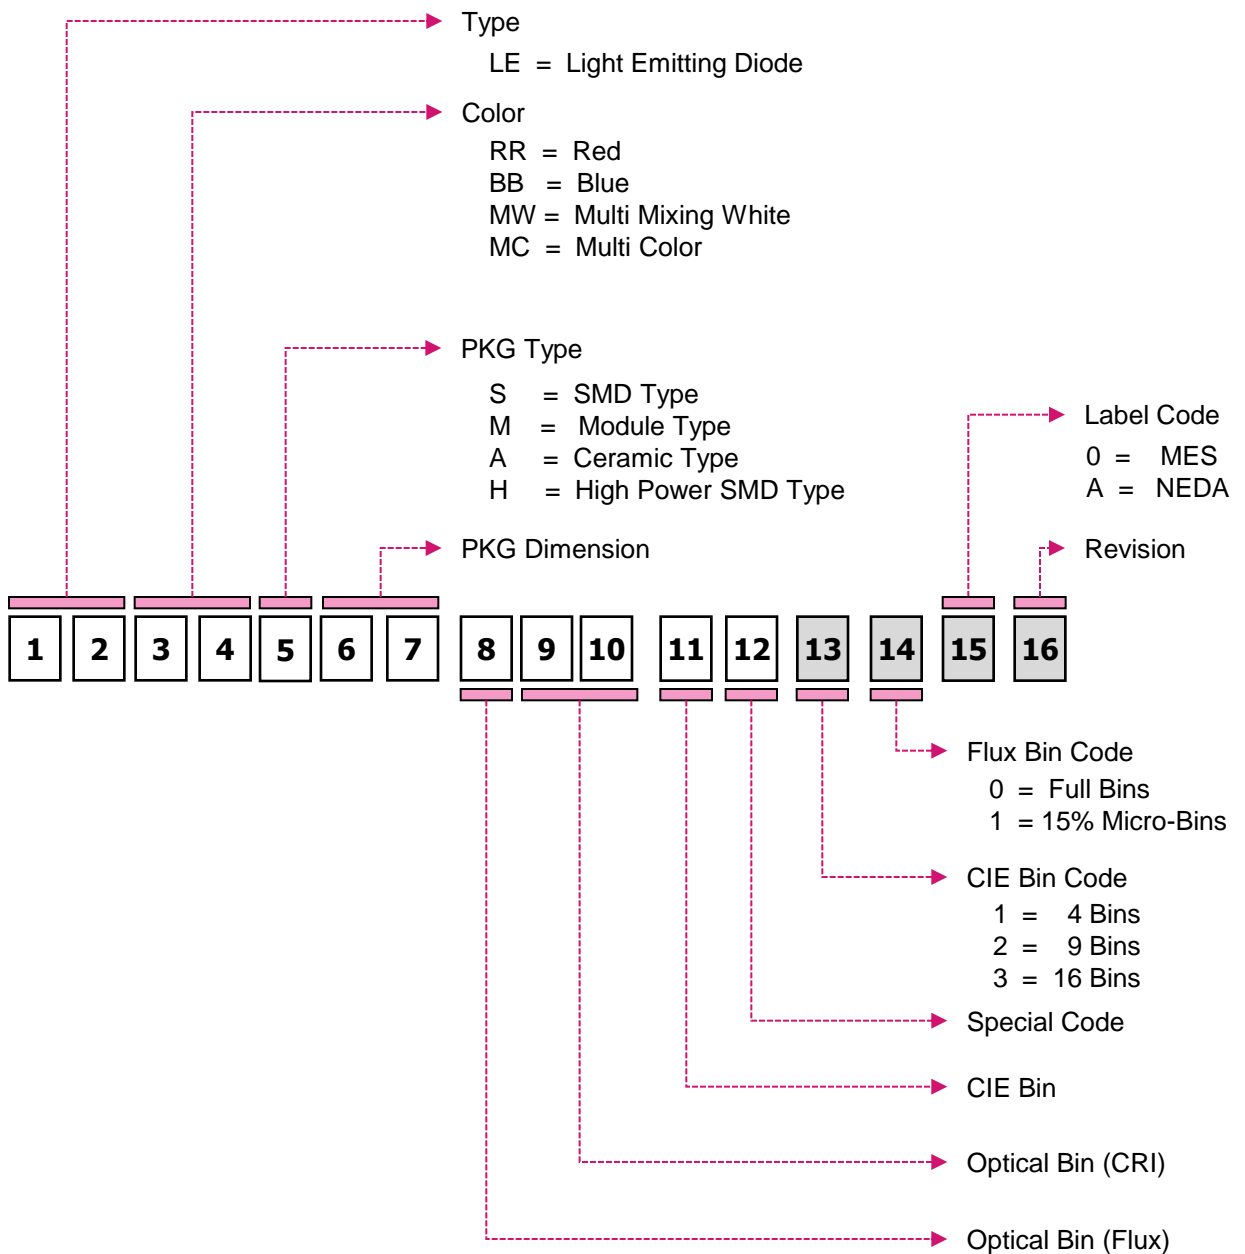 Type
LE = Light Emitting Diode
Color
RR = Red
BB = Blue
MW = Multi Mixing White
MC = Multi Color
PKG Type
S = SMD Type
M = Module Type
A = Ceramic Type
H = High Power SMD Type
Label Code
0 = MES
A = NEDA
PKG Dimension
Revision
1 2 3 4 5 6 7 8 9 10 11 12 13 14 15 16
Flux Bin Code
0 = Full Bins
1 = 15% Micro-Bins
CIE Bin Code
1 = 4 Bins
2 = 9 Bins
3 = 16 Bins
Special Code
CIE Bin
Optical Bin (CRI)
Optical Bin (Flux)